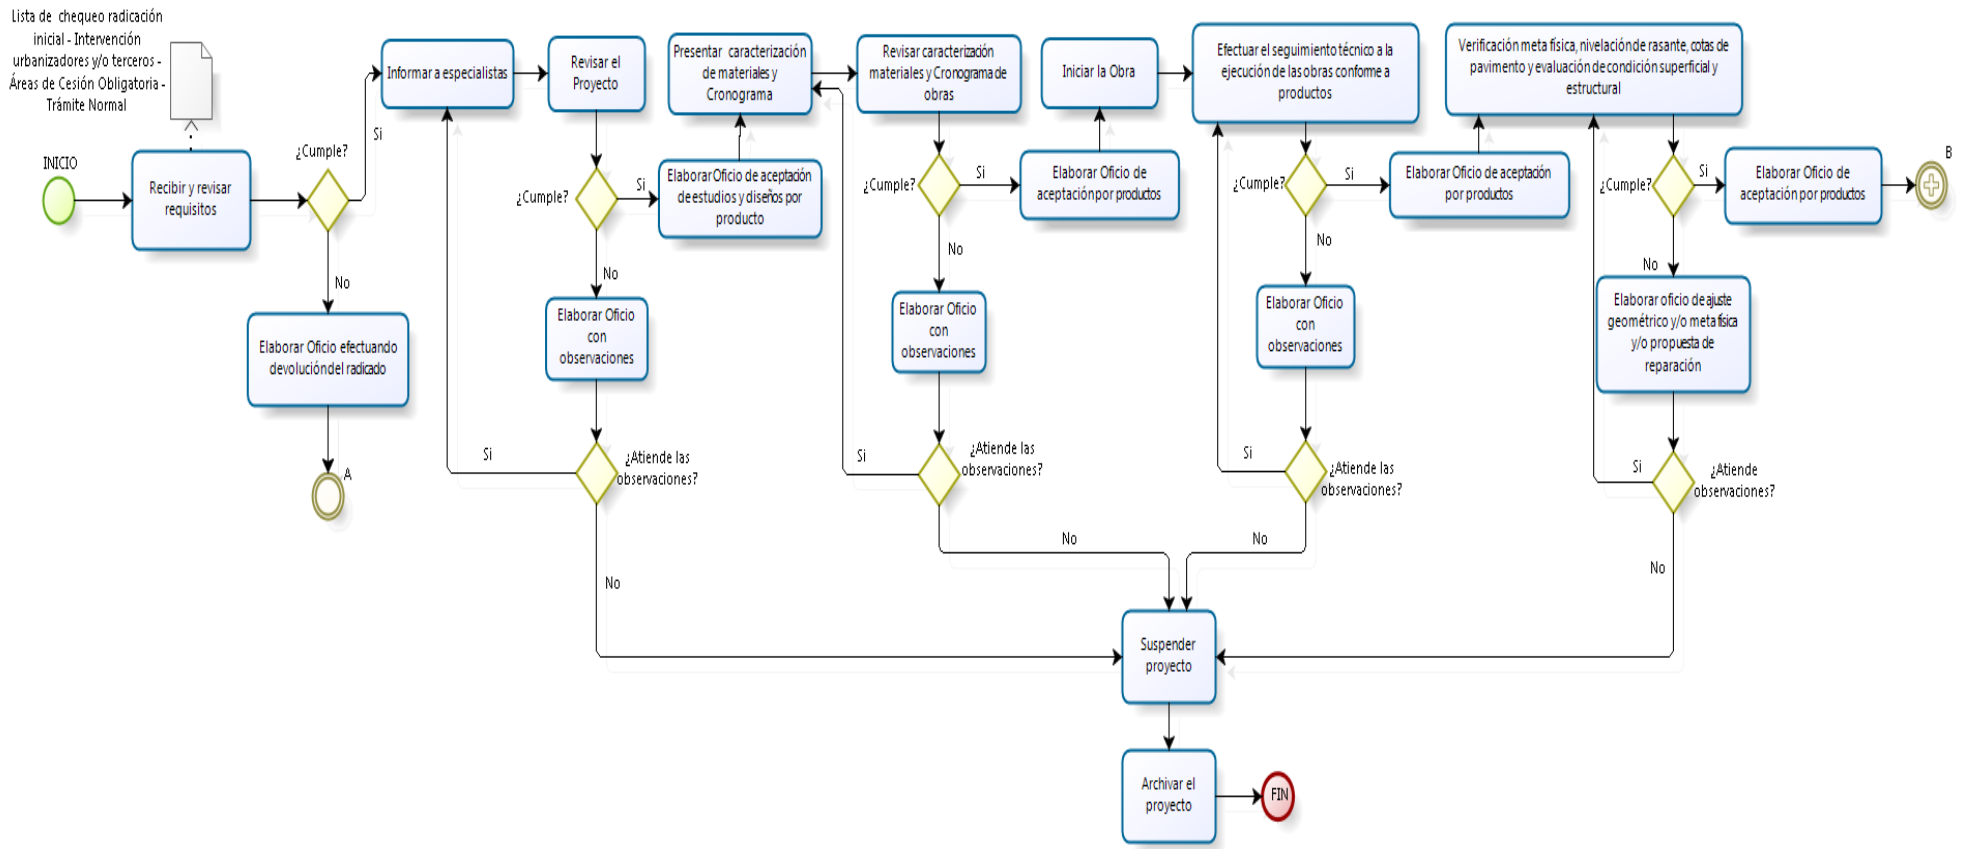 Lista de chequeo radicación
inicial - Intervención
urbanizadores y/o terceros -
Áreas de Cesión Obligatoria -
Trámite Normal
INICIO
Recibir y revisar
requisitos
¿Cumple?
Si
No
Elaborar Oficio efectuando
devolución del radicado
A
Informar a especialistas
Revisar el
Proyecto
¿Cumple?
Si
No
Elaborar Oficio de aceptación
de estudios y diseños por
producto
Elaborar Oficio
con
observaciones
¿Atiende las
observaciones?
Si
No
Presentar caracterización
de materiales y
Cronograma
Revisar caracterización
materiales y Cronograma de
obras
¿Cumple?
Si
No
Elaborar Oficio de
aceptación por productos
Elaborar Oficio
con
observaciones
¿Atiende las
observaciones?
Si
No
Iniciar la Obra
Efectuar el seguimiento técnico a la
ejecución de las obras conforme a
productos
¿Cumple?
Si
No
Elaborar Oficio de aceptación
por productos
Elaborar Oficio
con
observaciones
¿Atiende las
observaciones?
Si
No
Verificación meta física, nivelación de rasante, cotas de
pavimento y evaluación de condición superficial y
estructural
¿Cumple?
Si
No
Elaborar Oficio de
aceptación por productos
B
Elaborar oficio de ajuste
geométrico y/o meta física
y/o propuesta de
reparación
¿Atiende
observaciones?
Si
No
Suspender
proyecto
Archivar el
proyecto
FIN